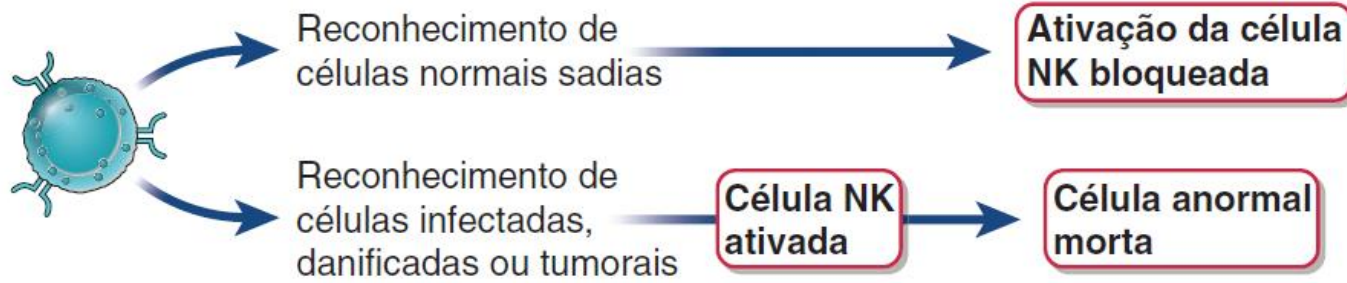 Reconhecimento de
células normais sadias
Ativação da célula
NK bloqueada
Reconhecimento de
células infectadas,
danificadas ou tumorais
Célula NK
ativada
Célula anormal
morta